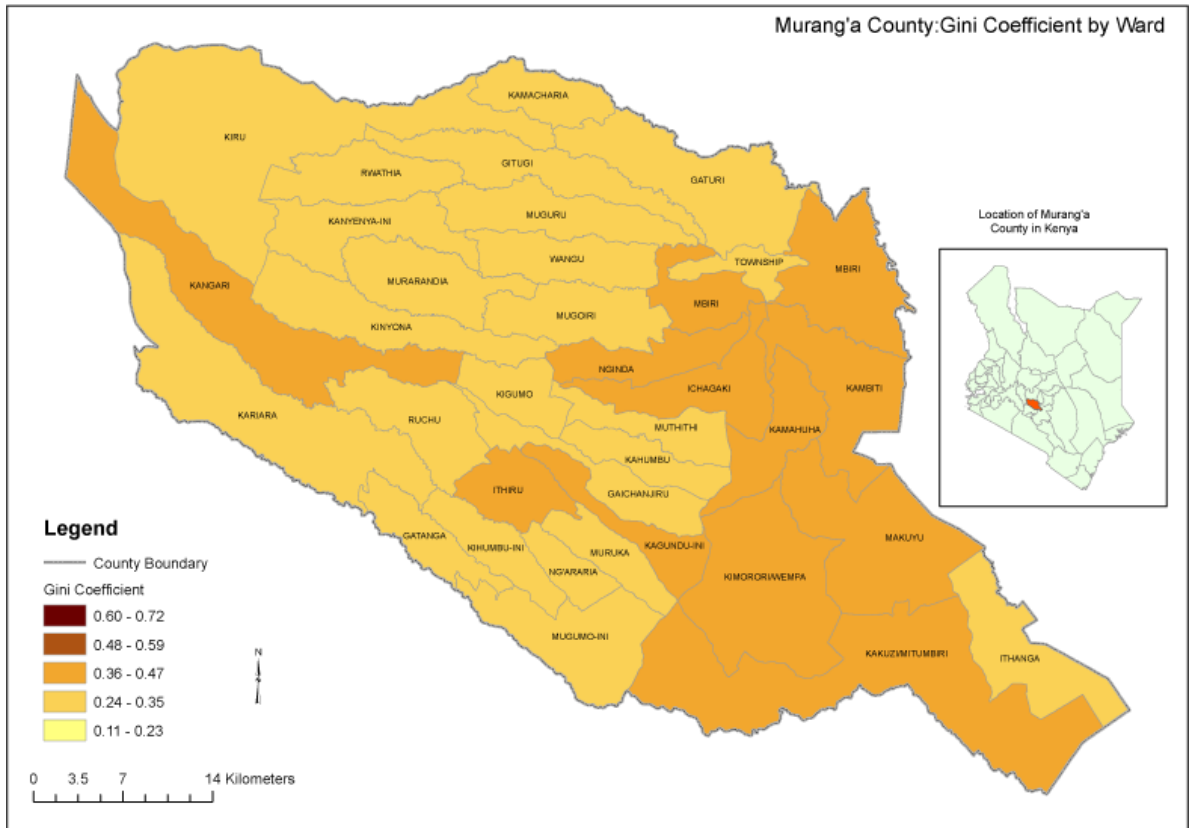 Murang'a County:Gini Coefficient by Ward
KAMACHARIA
KIRU
GITUGI
RWATHIA
GATURI
KANYENYA-INI
MUGURU
WANGU
TOWNSHIP
MBIRI
MURARANDIA
KANGARI
MBIRI
MUGOIRI
KINYONA
NGINDA
ICHAGAKI
KAMBITI
KIGUMO
KARIARA
RUCHU
MUTHITHI
KAMAHUHA
KAHUMBU
ITHIRU
GAICHANJIRU
GATANGA
KIHUMBU-INI
MURUKA
KAGUNDU-INI
MAKUYU
NG'ARARIA
KIMORORI/WEMPA
MUGUMO-INI
KAKUZI/MITUMBIRI
ITHANGA
Location of Murang'a
County in Kenya
Legend
County Boundary
Gini Coefficient
0.60 - 0.72
0.48 - 0.59
0.36 - 0.47
0.24 - 0.35
0.11 - 0.23
N
0 3.5 7 14 Kilometers